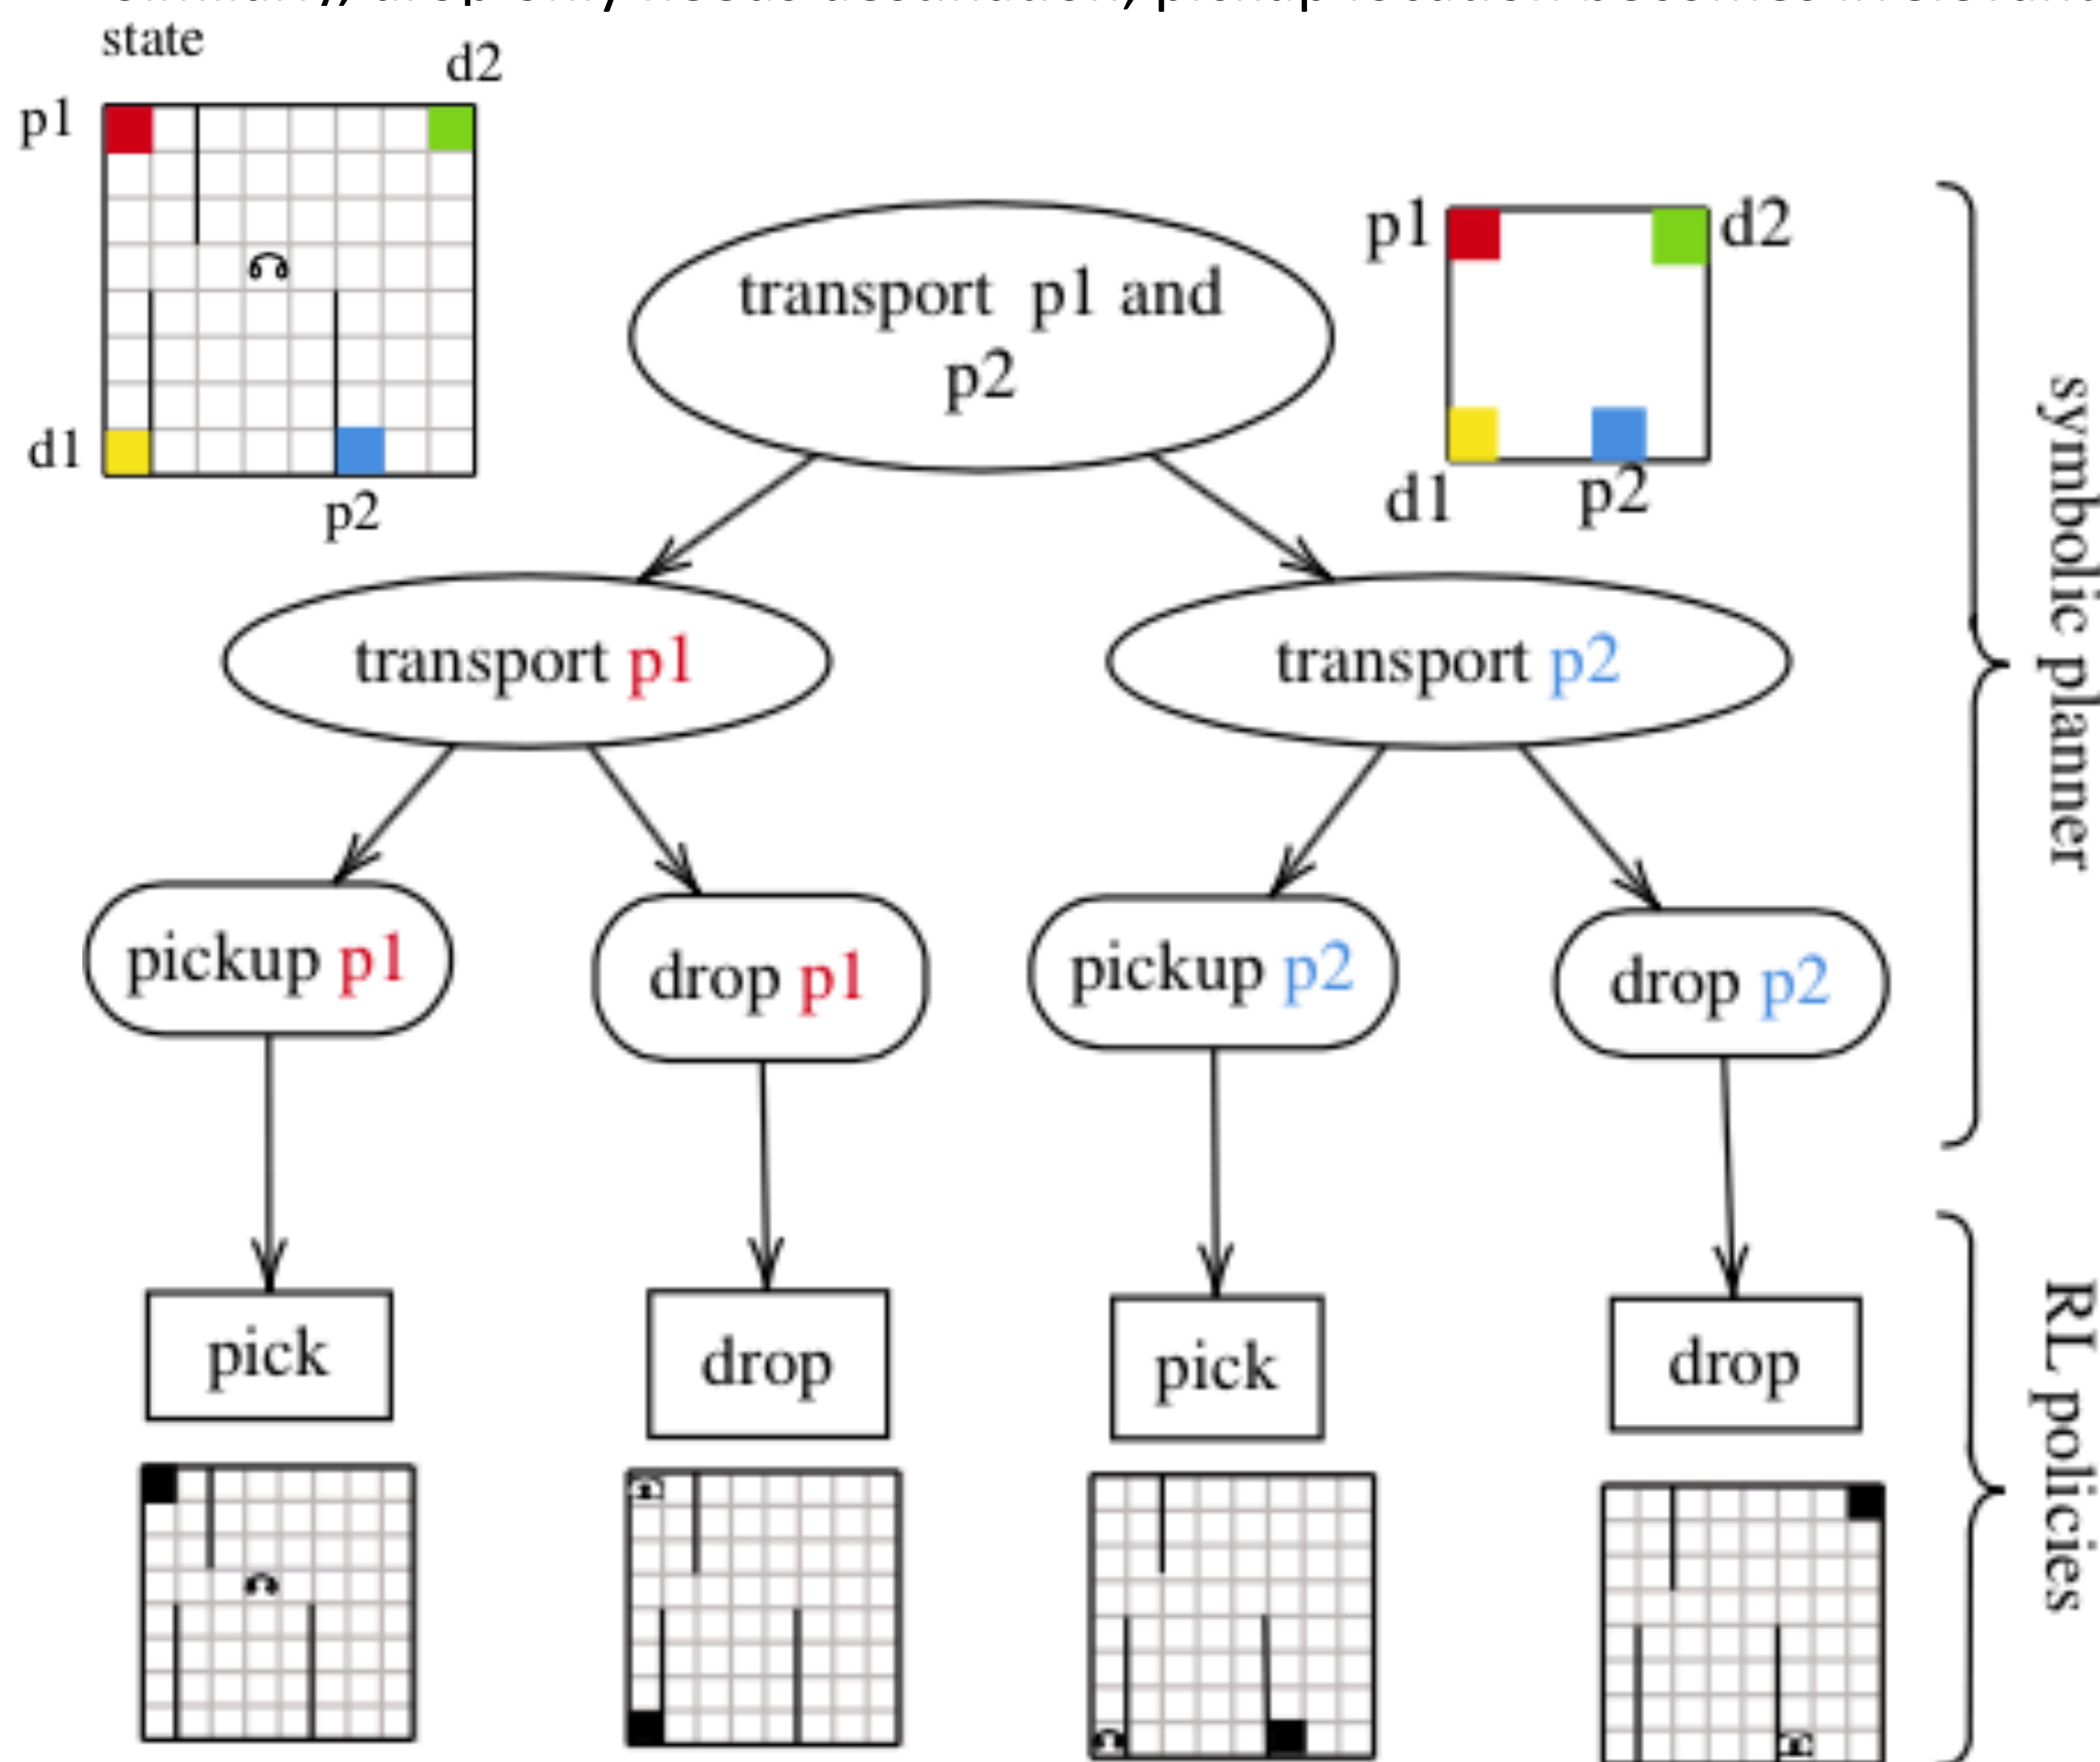 state
d2
p1
d1
p2
transport p1 and
p2
p1
d2
d1
p2
symbolic planner
transport p1
transport p2
pickup p1
drop p1
pickup p2
drop p2
pick
drop
pick
drop
RL policies